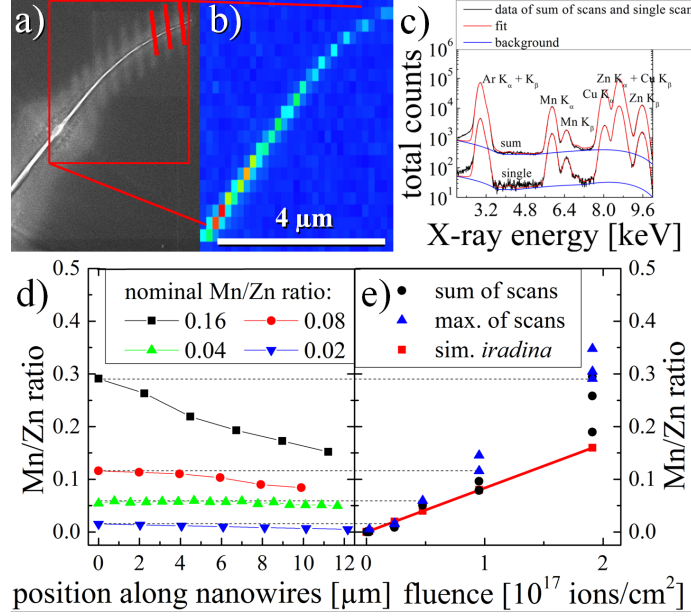 a)
b)
4 µm
c)
data of sum of scans and single scan
fit
background
total counts
10⁶
10⁵
10⁴
10³
10²
10¹
Ar Kα + Kβ
Mn Kα
Mn Kβ
Cu Kα
Zn Kα + Cu Kβ
Zn Kβ
sum
single
3.2 4.8 6.4 8.0 9.6
X-ray energy [keV]
d)
nominal Mn/Zn ratio:
0.16 0.08
0.04 0.02
Mn/Zn ratio
0.5
0.4
0.3
0.2
0.1
0.0
0 2 4 6 8 10 12
position along nanowires [µm]
e)
sum of scans
max. of scans
sim. iradina
0.5
0.4
0.3
0.2
0.1
0.0
Mn/Zn ratio
0 1 2
fluence [10¹⁷ ions/cm²]